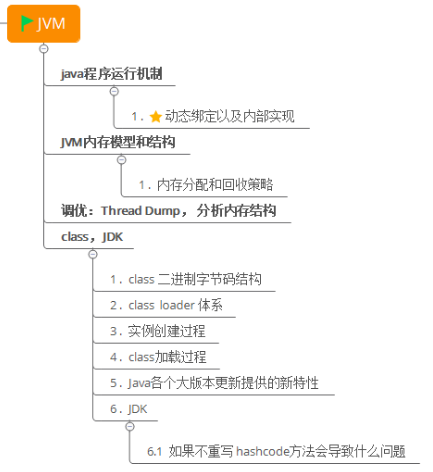 JVM
java程序运行机制
1. 动态绑定以及内部实现
JVM内存模型和结构
1. 内存分配和回收策略
调优：Thread Dump， 分析内存结构
class，JDK
1. class 二进制字节码结构
2. class loader 体系
3. 实例创建过程
4. class加载过程
5. Java各个大版本更新提供的新特性
6. JDK
6.1 如果不重写 hashcode方法会导致什么问题